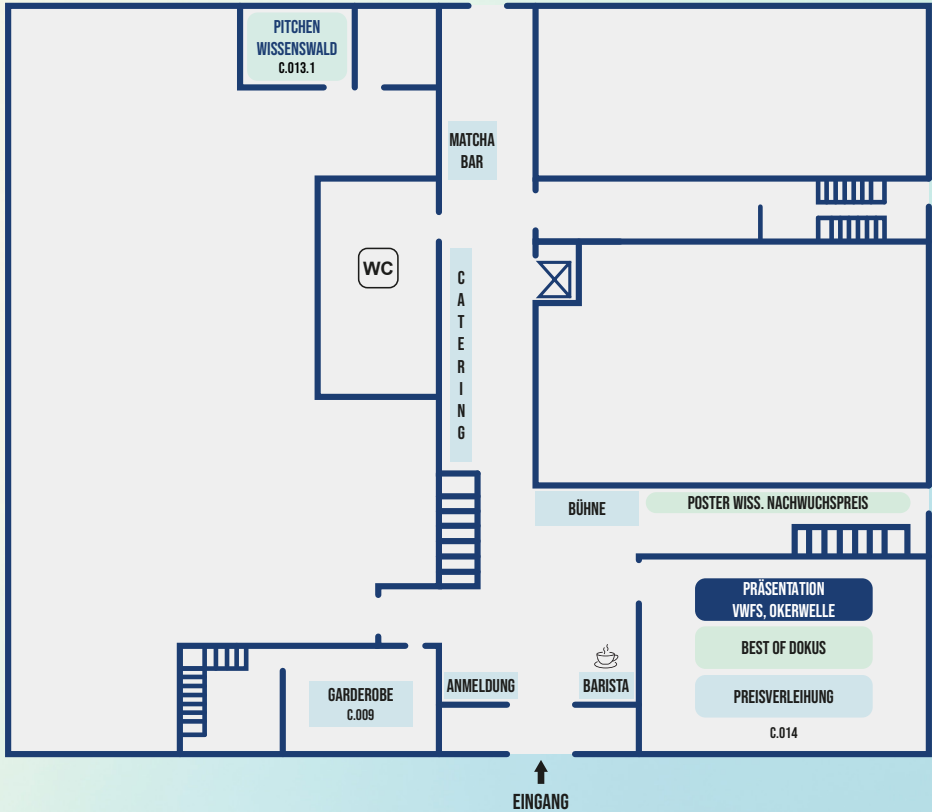 PITCHEN
WISSENSWALD
C.013.1
MATCHA
BAR
WC
C
A
T
E
R
I
N
G
BÜHNE
POSTER WISS. NACHWUCHSPREIS
PRÄSENTATION
VWFS, OKERWELLE
BEST OF DOKUS
PREISVERLEIHUNG
C.014
GARDEROBE
C.009
ANMELDUNG
BARISTA
EINGANG